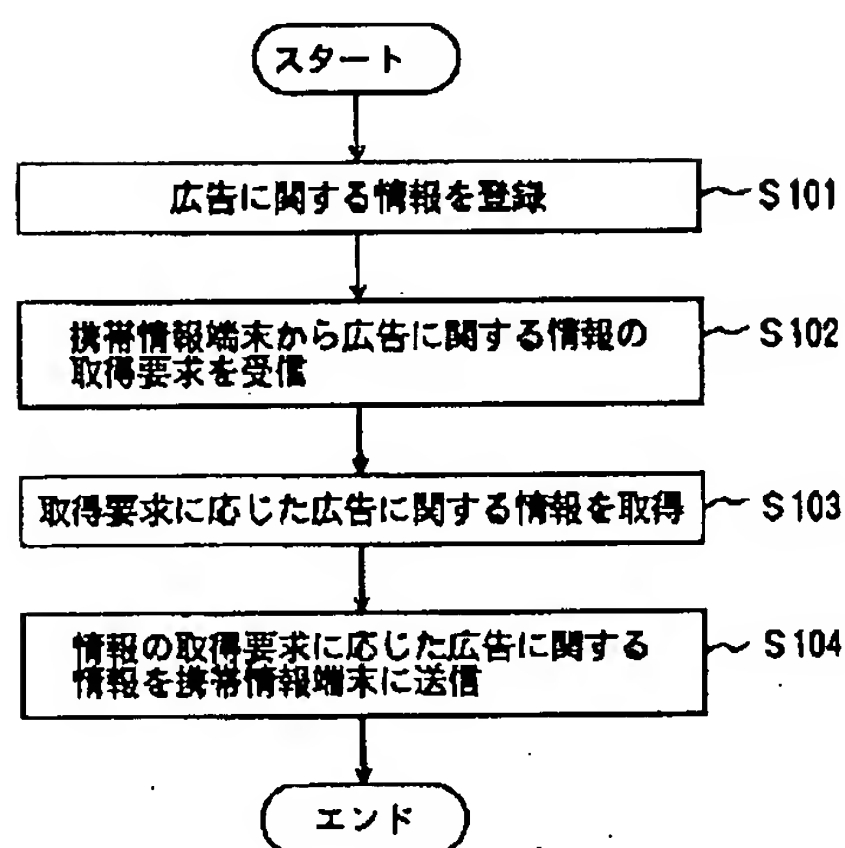 スタート
広告に関する情報を登録
S101
携帯情報端末から広告に関する情報の
取得要求を受信
S102
取得要求に応じた広告に関する情報を取得
S103
情報の取得要求に応じた広告に関する
情報を携帯情報端末に送信
S104
エンド